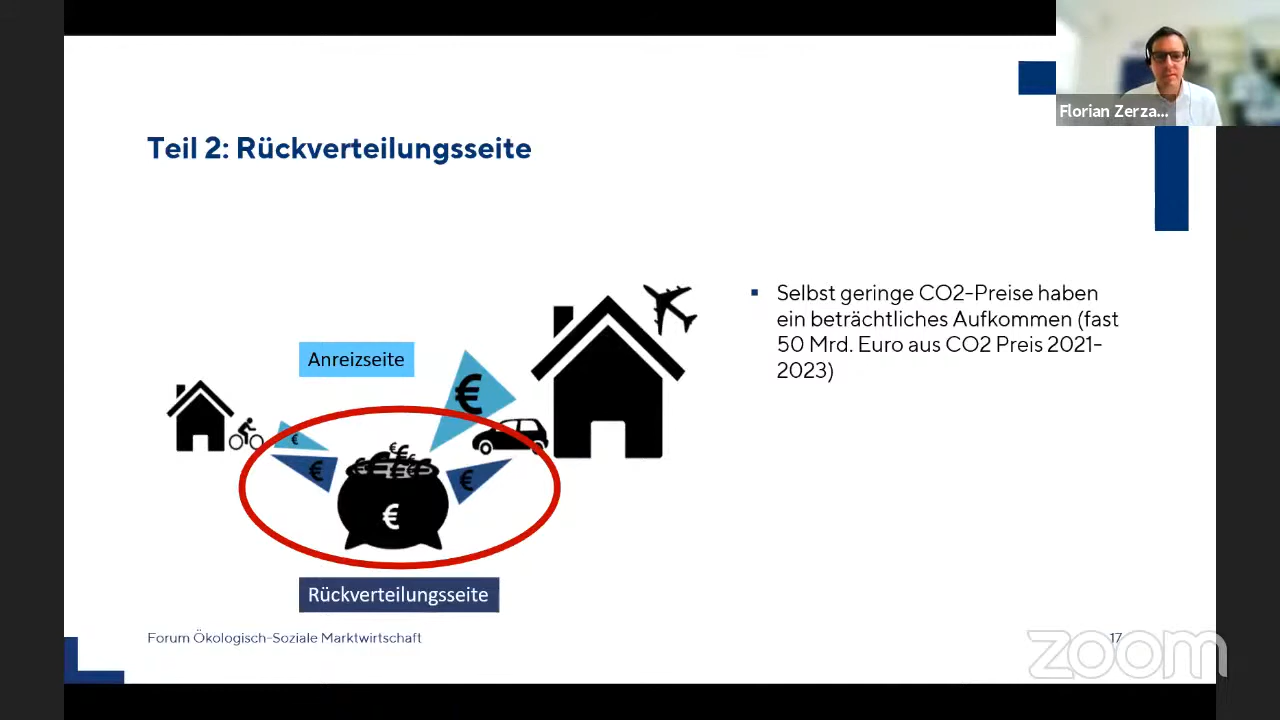 Florian Zerza...
Teil 2: Rückverteilungsseite
Selbst geringe CO2-Preise haben
ein beträchtliches Aufkommen (fast
50 Mrd. Euro aus CO2 Preis 2021-
2023)
Anreizseite
€
€
€
€
€
Rückverteilungsseite
Forum Ökologisch-Soziale Marktwirtschaft
17
zoom